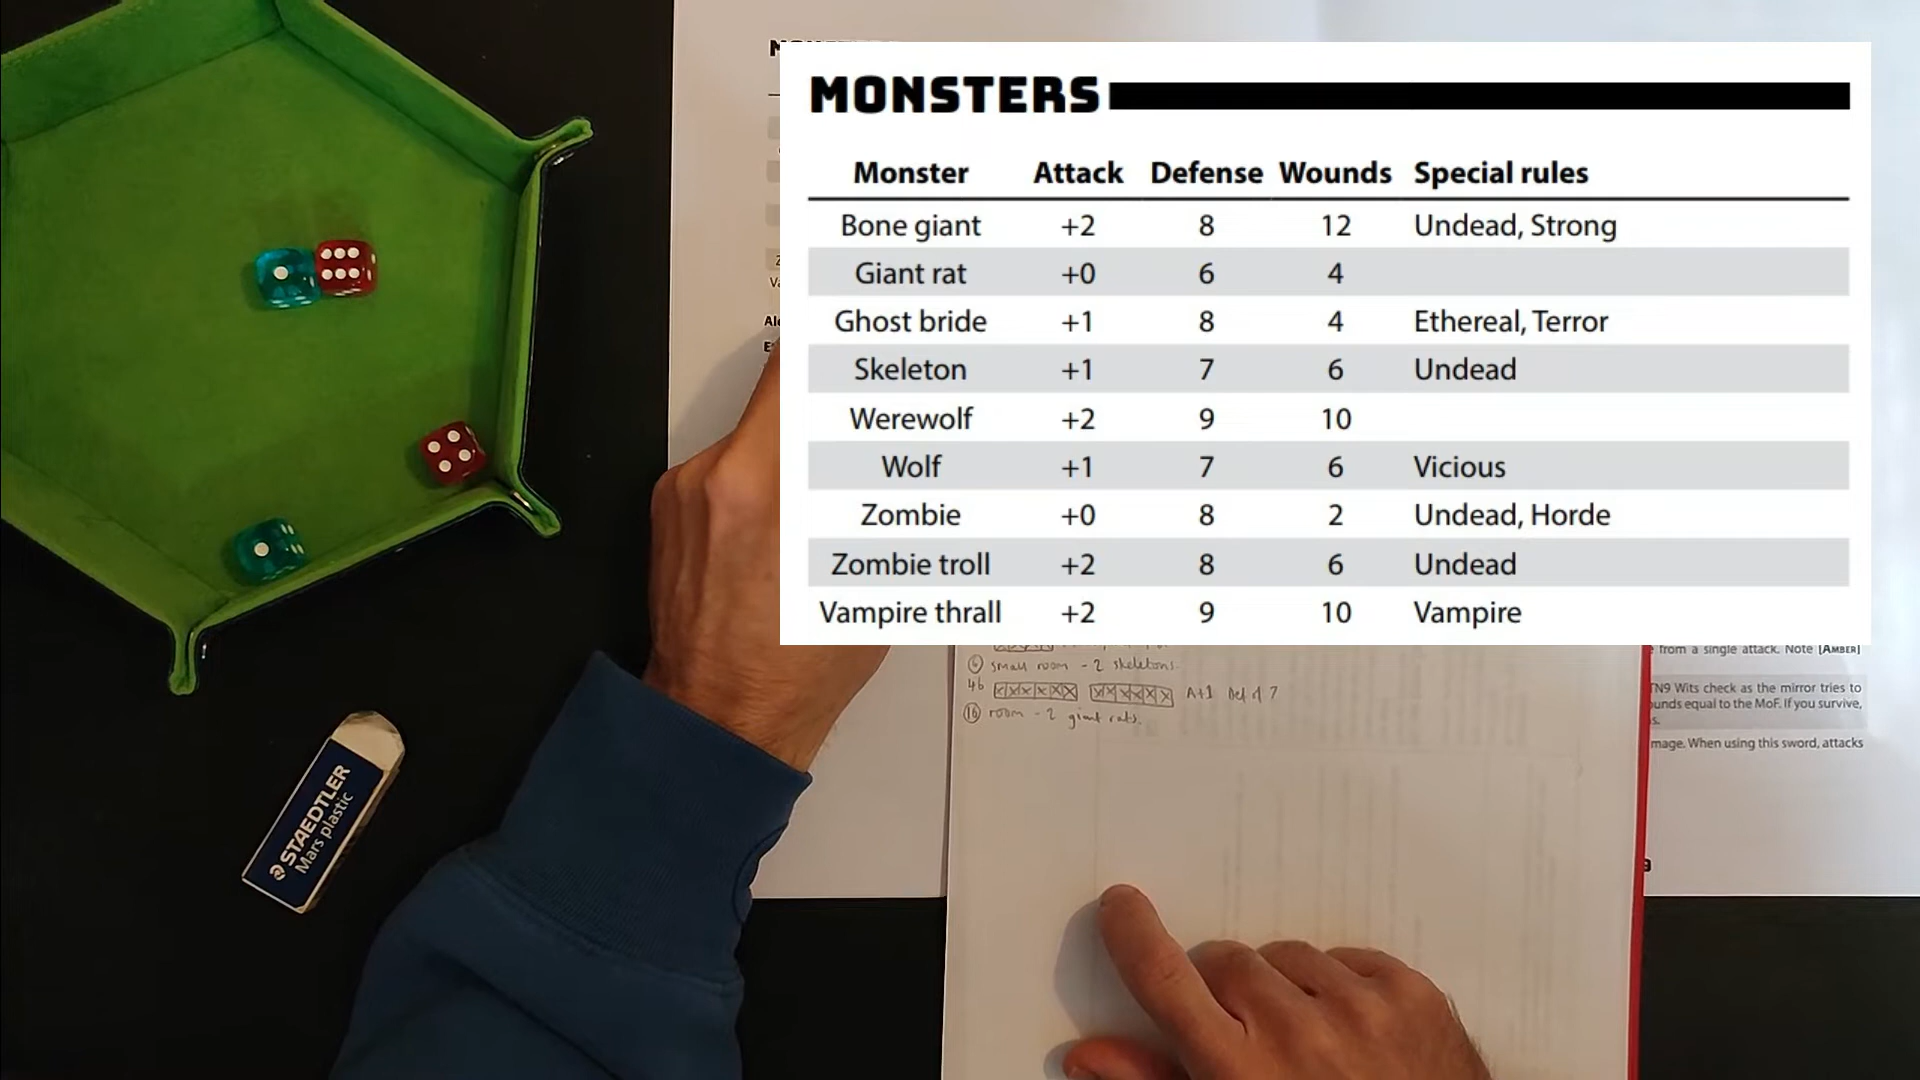 MONSTERS
Monster Attack Defense Wounds Special rules
Bone giant +2 8 12 Undead, Strong
Giant rat +0 6 4
Ghost bride +1 8 4 Ethereal, Terror
Skeleton +1 7 6 Undead
Werewolf +2 9 10
Wolf +1 7 6 Vicious
Zombie +0 8 2 Undead, Horde
Zombie troll +2 8 6 Undead
Vampire thrall +2 9 10 Vampire
from a single attack. Note [AMBER]
TN9 Wits check as the mirror tries to
unds equal to the MoF. If you survive,
mage. When using this sword, attacks
6 small room - 2 skeletons.
46 A+1 Def of 7
16 room - 2 giant rats.
STAEDTLER
Mars plastic